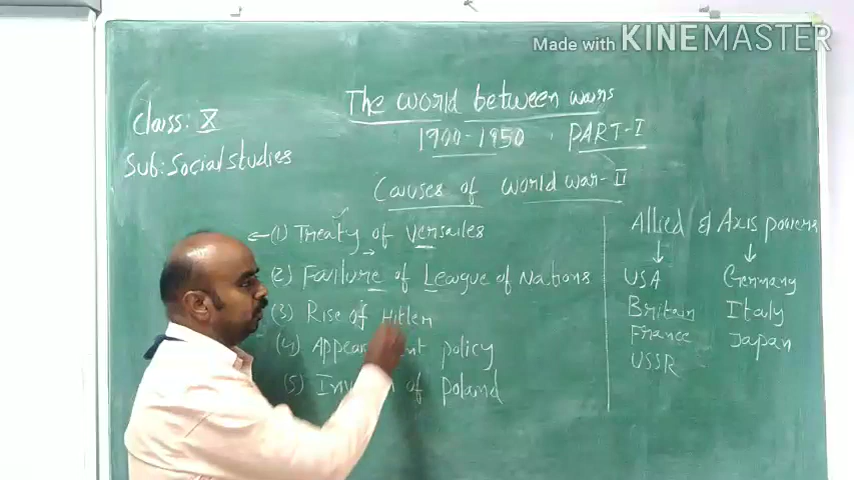 Made with KINEMASTER
The world between wars
Class: X
1900-1950 . PART-I
Sub: Social studies
Causes of world war-II
(1) Treaty of Versailes
(2) Failure of League of Nations
(3) Rise of Hitler
(4) policy
(5) of poland
Allied & Axis powers
USA Germany
Britain Italy
France Japan
USSR